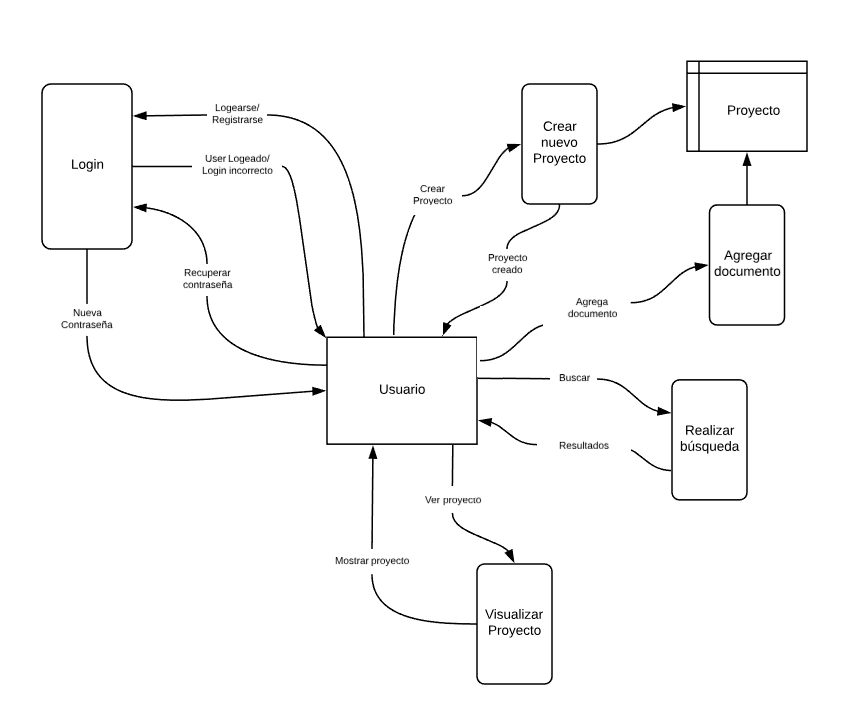 Logearse/
Registrarse
Login
User Logeado/
Login incorrecto
Recuperar
contraseña
Nueva
Contraseña
Crear
Proyecto
Crear
nuevo
Proyecto
Proyecto
Proyecto
creado
Agregar
documento
Agrega
documento
Usuario
Buscar
Realizar
búsqueda
Resultados
Ver proyecto
Mostrar proyecto
Visualizar
Proyecto